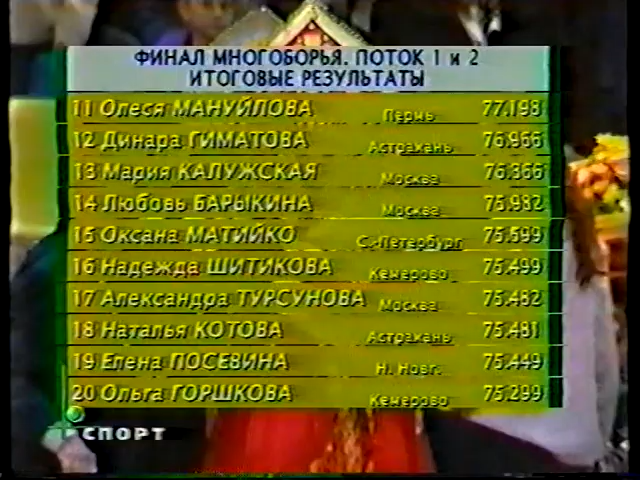 ФИНАЛ МНОГОБОРЬЯ. ПОТОК 1 и 2
ИТОГОВЫЕ РЕЗУЛЬТАТЫ
11 Олеся МАНУЙЛОВА Пермь 77.198
12 Динара ГИМАТОВА Астрахань 76.966
13 Мария КАЛУЖСКАЯ Москва 76.366
14 Любовь БАРЫКИНА Москва 75.982
15 Оксана МАТИЙКО С.-Петербург 75.599
16 Надежда ШИТИКОВА Кемерово 75.499
17 Александра ТУРСУНОВА Москва 75.482
18 Наталья КОТОВА Астрахань 75.481
19 Елена ПОСЕВИНА Н. Новг. 75.449
20 Ольга ГОРШКОВА Кемерово 75.299
СПОРТ